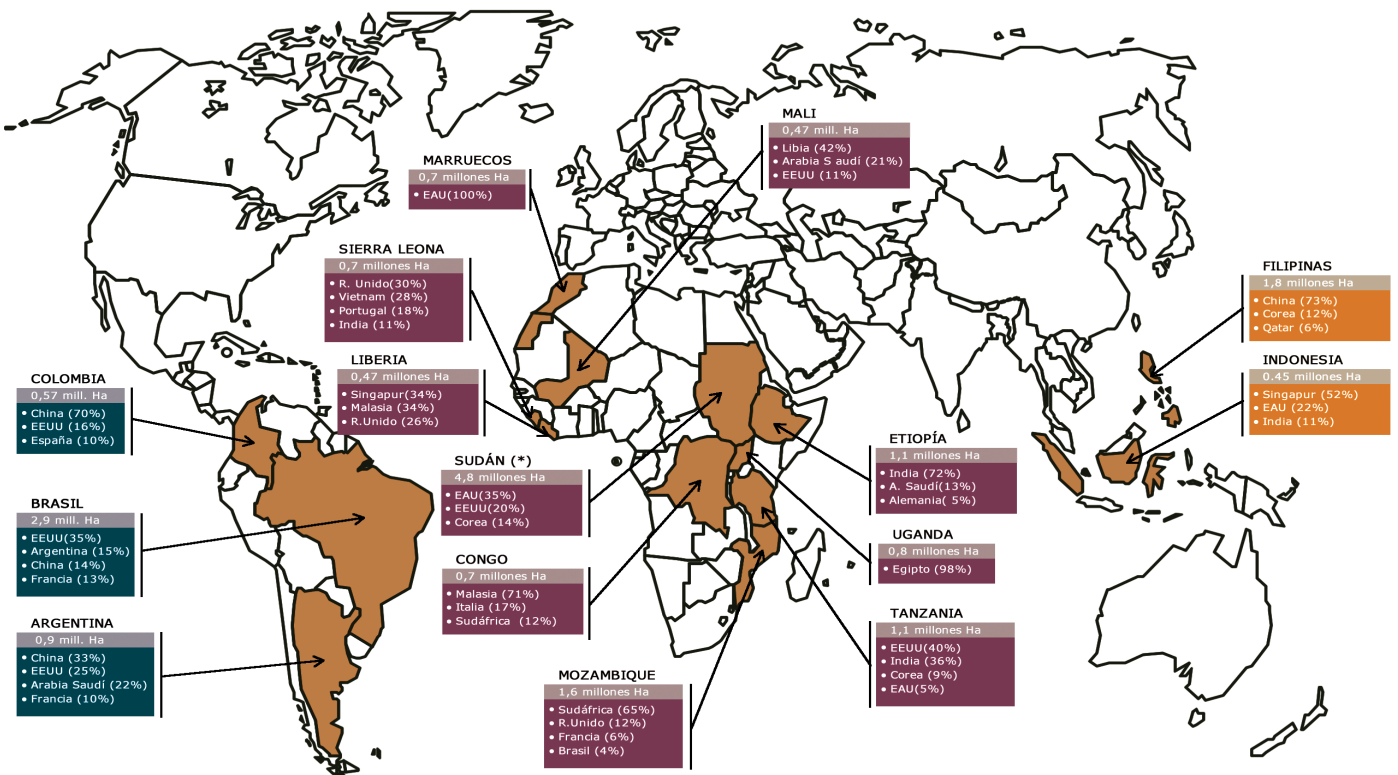 MALI
0,47 mill. Ha
• Libia (42%)
• Arabia S audí (21%)
• EEUU (11%)
MARRUECOS
0,7 millones Ha
• EAU(100%)
SIERRA LEONA
0,7 millones Ha
• R. Unido(30%)
• Vietnam (28%)
• Portugal (18%)
• India (11%)
LIBERIA
0,47 millones Ha
• Singapur(34%)
• Malasia (34%)
• R.Unido (26%)
COLOMBIA
0,57 mill. Ha
• China (70%)
• EEUU (16%)
• España (10%)
BRASIL
2,9 mill. Ha
• EEUU(35%)
• Argentina (15%)
• China (14%)
• Francia (13%)
ARGENTINA
0,9 mill. Ha
• China (33%)
• EEUU (25%)
• Arabia Saudí (22%)
• Francia (10%)
SUDÁN (*)
4,8 millones Ha
• EAU(35%)
• EEUU(20%)
• Corea (14%)
CONGO
0,7 millones Ha
• Malasia (71%)
• Italia (17%)
• Sudáfrica (12%)
MOZAMBIQUE
1,6 millones Ha
• Sudáfrica (65%)
• R.Unido (12%)
• Francia (6%)
• Brasil (4%)
ETIOPÍA
1,1 millones Ha
• India (72%)
• A. Saudí(13%)
• Alemania( 5%)
UGANDA
0,8 millones Ha
• Egipto (98%)
TANZANIA
1,1 millones Ha
• EEUU(40%)
• India (36%)
• Corea (9%)
• EAU(5%)
FILIPINAS
1,8 millones Ha
• China (73%)
• Corea (12%)
• Qatar (6%)
INDONESIA
0.45 millones Ha
• Singapur (52%)
• EAU (22%)
• India (11%)